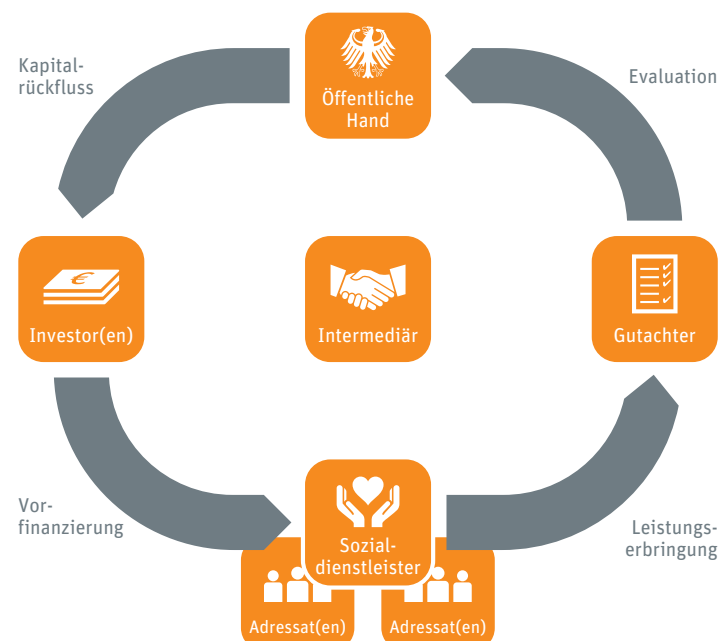 Kapital-
rückfluss
Öffentliche
Hand
Evaluation
€
Investor(en)
Intermediär
Gutachter
Vor-
finanzierung
Sozial-
dienstleister
Leistungs-
erbringung
Adressat(en)
Adressat(en)